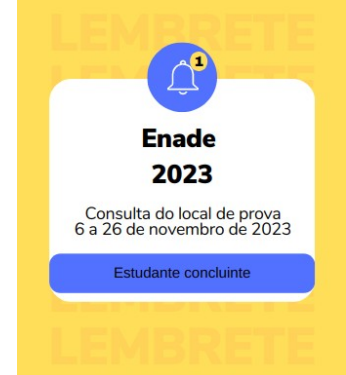 LEMBRETE
LEMBRETE
1
Enade
2023
Consulta do local de prova
6 a 26 de novembro de 2023
Estudante concluinte
LEMBRETE
LEMBRETE